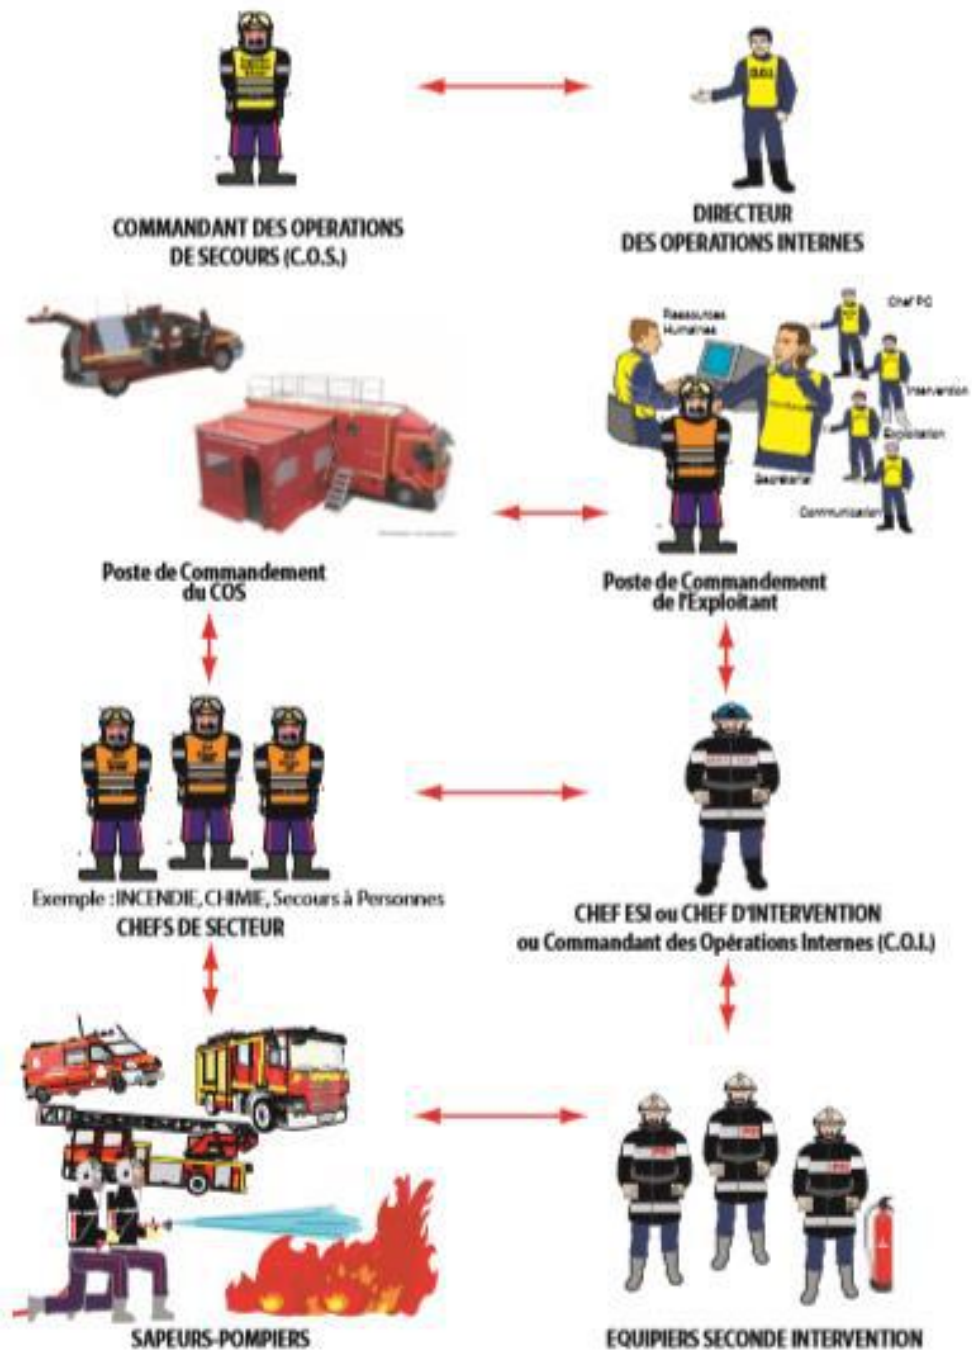 D.O.I.
COMMANDANT DES OPERATIONS
DE SECOURS (C.O.S.)
DIRECTEUR
DES OPERATIONS INTERNES
Ressources
Humaines
Chef PC
Intervention
Exploitation
Secrétariat
Communication
Poste de Commandement
du COS
Poste de Commandement
de l'Exploitant
Exemple : INCENDIE, CHIMIE, Secours à Personnes
CHEFS DE SECTEUR
CHEF ESI ou CHEF D'INTERVENTION
ou Commandant des Opérations Internes (C.O.I.)
SAPEURS-POMPIERS
EQUIPIERS SECONDE INTERVENTION